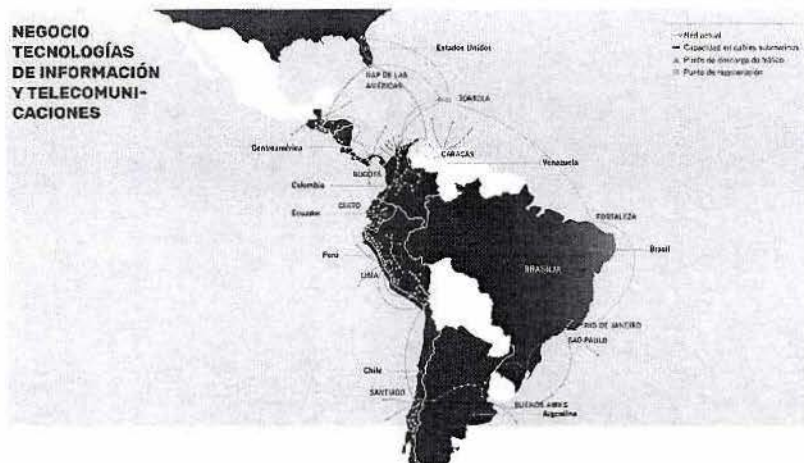 NEGOCIO
TECNOLOGÍAS
DE INFORMACIÓN
Y TELECOMUNI-
CACIONES
Red actual
Capacidad en cables submarinos
Punto de descarga de tráfico
Punto de regeneración
Estados Unidos
NAP DE LAS
AMÉRICAS
TORTOLA
Centroamérica
CARACAS
Venezuela
BOGOTÁ
Colombia
QUITO
Ecuador
FORTALEZA
Brasil
Perú
BRASILIA
LIMA
RIO DE JANEIRO
SAO PAULO
Chile
SANTIAGO
BUENOS AIRES
Argentina